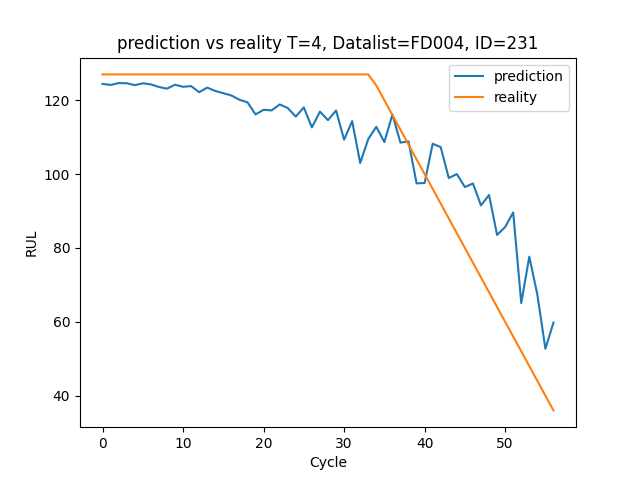 prediction vs reality T=4, Datalist=FD004, ID=231
prediction
reality
120
100
80
60
40
RUL
0 10 20 30 40 50
Cycle